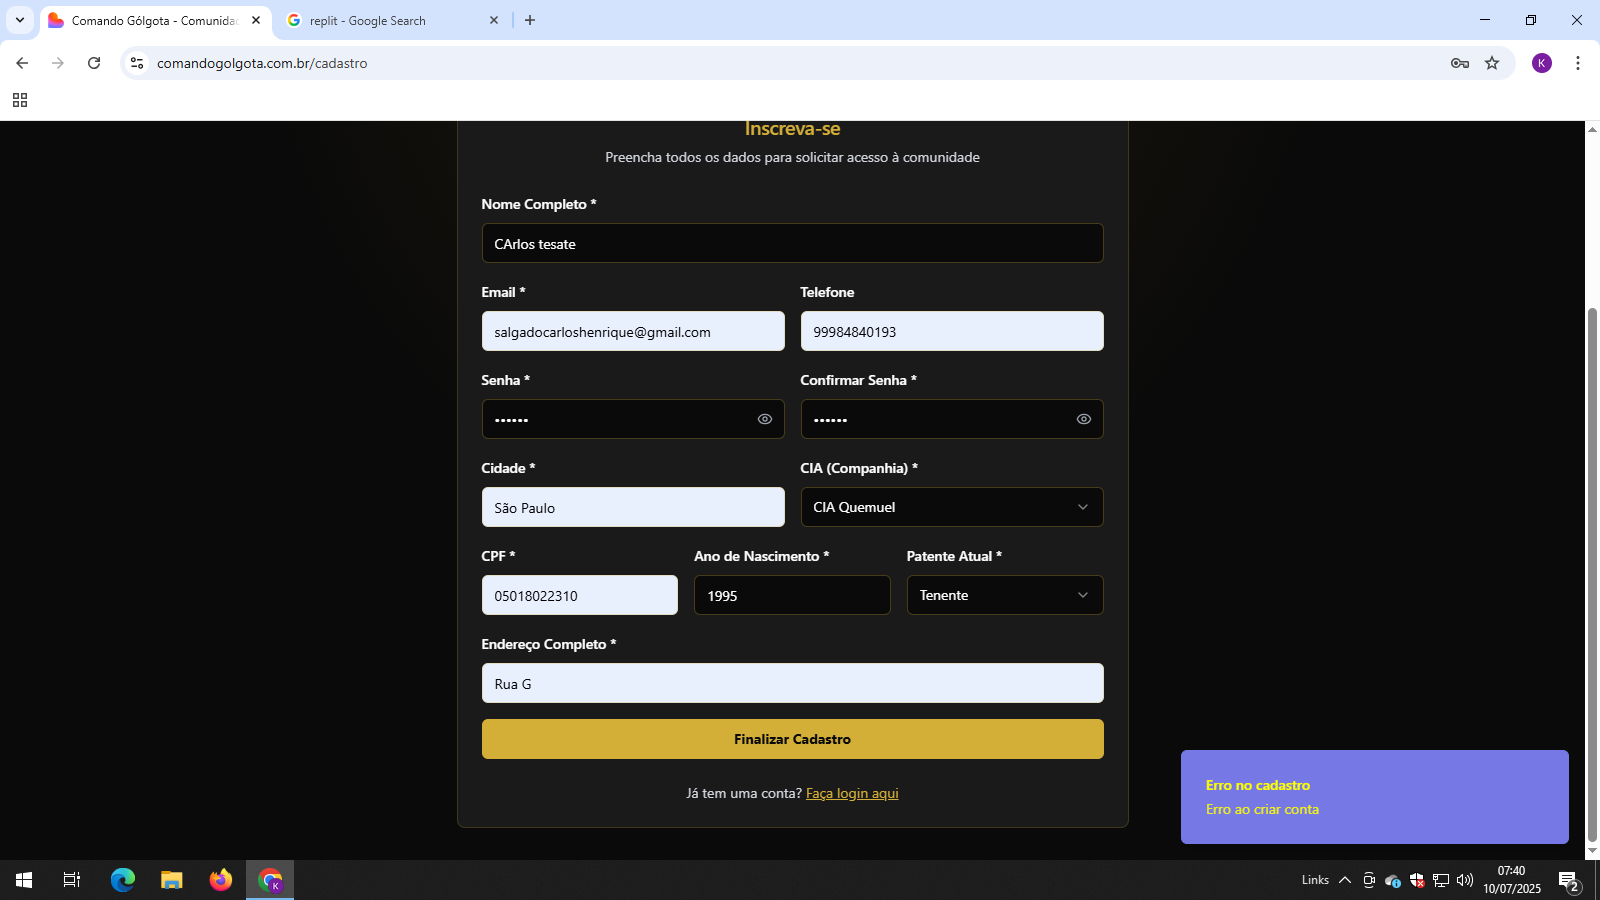 Comando Gólgota - Comunidad
replit - Google Search
comandogolgota.com.br/cadastro
K
Inscreva-se
Preencha todos os dados para solicitar acesso à comunidade
Nome Completo *
CArlos tesate
Email *
Telefone
salgadocarloshenrique@gmail.com
99984840193
Senha *
Confirmar Senha *
••••••
••••••
Cidade *
CIA (Companhia) *
São Paulo
CIA Quemuel
CPF *
Ano de Nascimento *
Patente Atual *
05018022310
1995
Tenente
Endereço Completo *
Rua G
Finalizar Cadastro
Já tem uma conta? Faça login aqui
Erro no cadastro
Erro ao criar conta
K
Links
07:40
10/07/2025
2